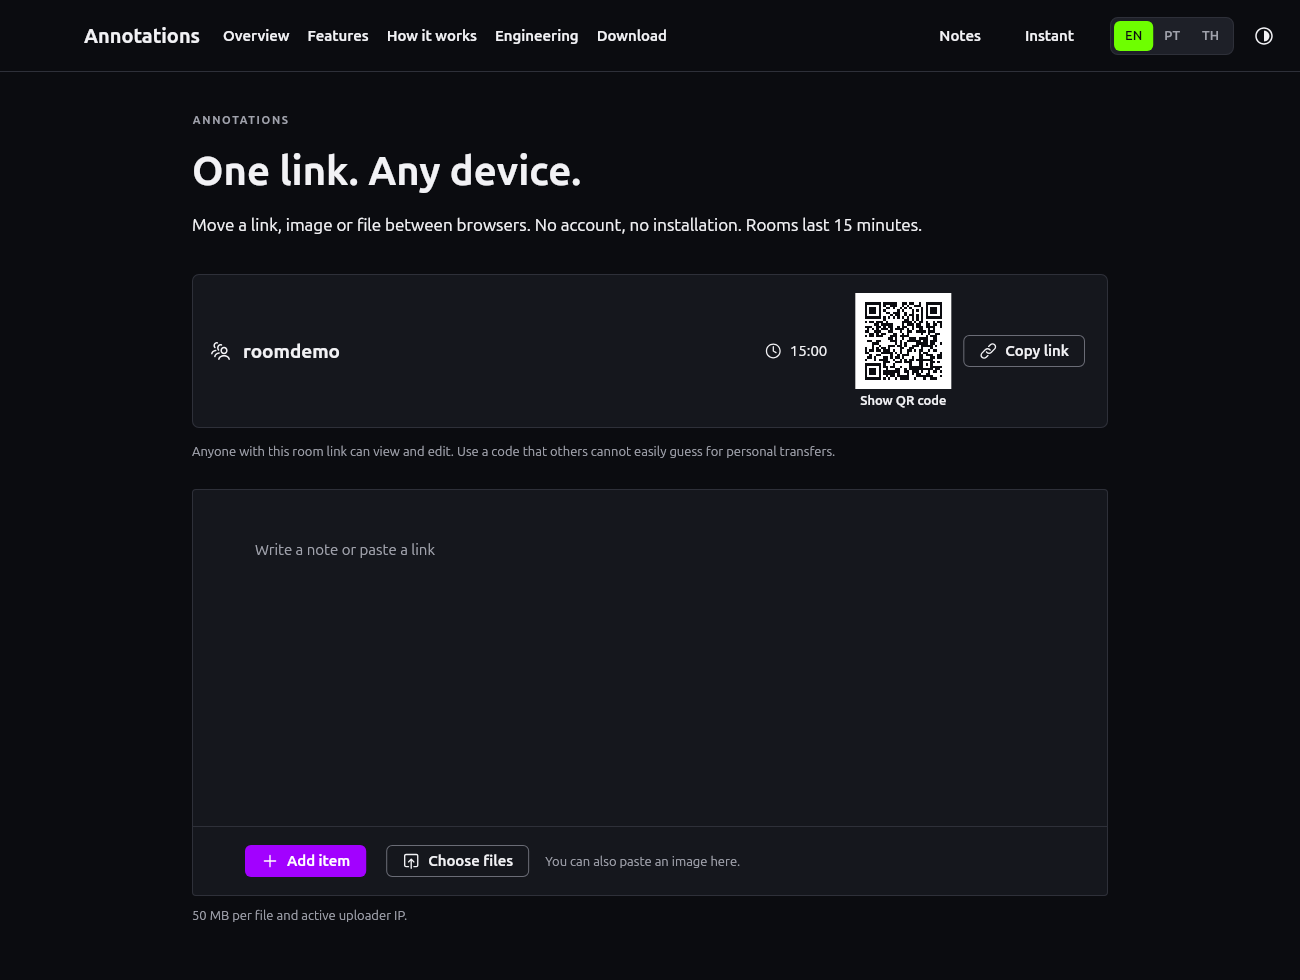 Annotations Overview Features How it works Engineering Download Notes Instant EN PT TH
ANNOTATIONS
One link. Any device.
Move a link, image or file between browsers. No account, no installation. Rooms last 15 minutes.
roomdemo 15:00 Copy link
Show QR code
Anyone with this room link can view and edit. Use a code that others cannot easily guess for personal transfers.
Write a note or paste a link
Add item Choose files You can also paste an image here.
50 MB per file and active uploader IP.